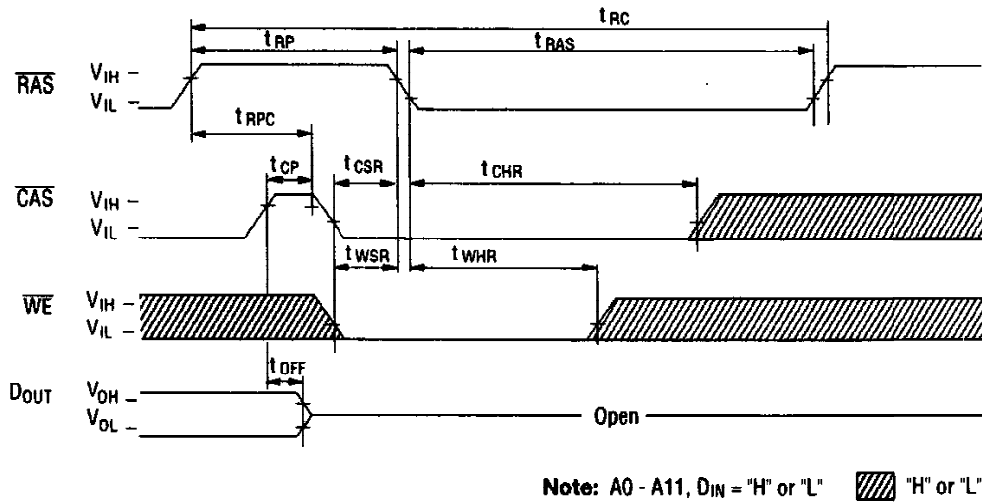 tRC
tRP
tRAS
RAS
VIH
VIL
tRPC
tCP
tCSR
tCHR
CAS
VIH
VIL
tWSR
tWHR
WE
VIH
VIL
tOFF
DOUT
VOH
VOL
Open
Note: A0 - A11, DIN = "H" or "L"
"H" or "L"